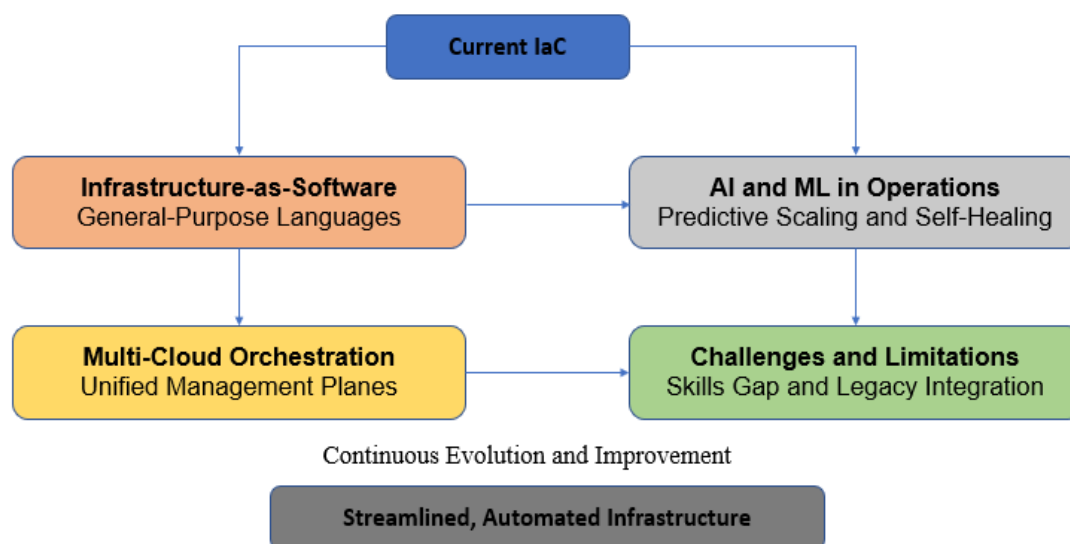 Current IaC
Infrastructure-as-Software
General-Purpose Languages
AI and ML in Operations
Predictive Scaling and Self-Healing
Multi-Cloud Orchestration
Unified Management Planes
Challenges and Limitations
Skills Gap and Legacy Integration
Continuous Evolution and Improvement
Streamlined, Automated Infrastructure